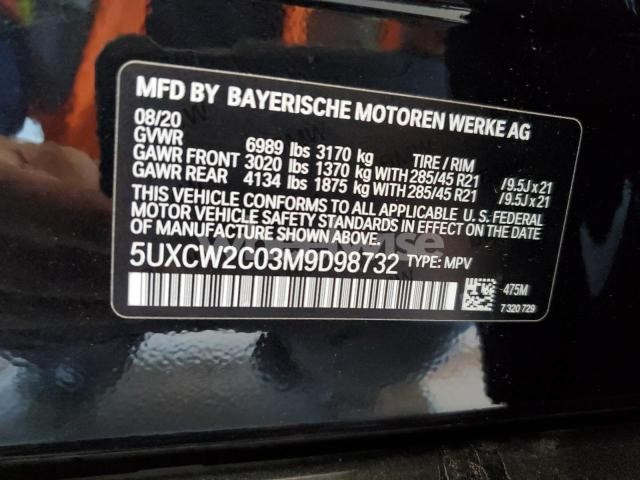 MFD BY BAYERISCHE MOTOREN WERKE AG
08/20
GVWR 6989 lbs 3170 kg TIRE / RIM
GAWR FRONT 3020 lbs 1370 kg WITH 285/45 R21 /9.5J x 21
GAWR REAR 4134 lbs 1875 kg WITH 285/45 R21 /9.5J x 21
THIS VEHICLE CONFORMS TO ALL APPLICABLE U. S. FEDERAL
MOTOR VEHICLE SAFETY STANDARDS IN EFFECT ON THE DATE
OF MANUFACTURE SHOWN ABOVE.
5UXCW2C03M9D98732 TYPE: MPV
475M
7 320 729